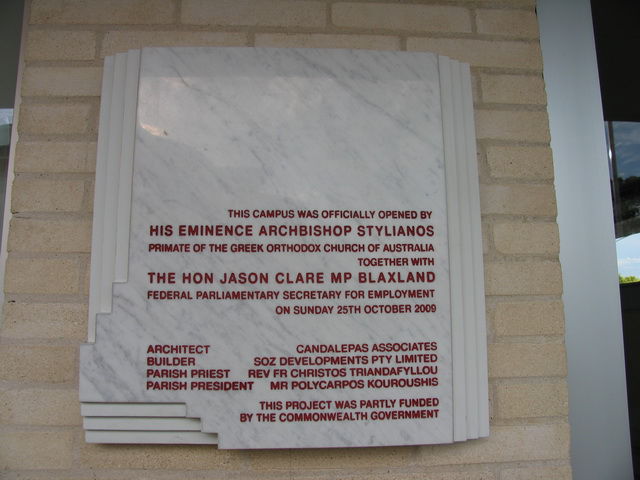 THIS CAMPUS WAS OFFICIALLY OPENED BY
HIS EMINENCE ARCHBISHOP STYLIANOS
PRIMATE OF THE GREEK ORTHODOX CHURCH OF AUSTRALIA
TOGETHER WITH
THE HON JASON CLARE MP BLAXLAND
FEDERAL PARLIAMENTARY SECRETARY FOR EMPLOYMENT
ON SUNDAY 25TH OCTOBER 2009
ARCHITECT CANDALEPAS ASSOCIATES
BUILDER SOZ DEVELOPMENTS PTY LIMITED
PARISH PRIEST REV FR CHRISTOS TRIANDAFYLLOU
PARISH PRESIDENT MR POLYCARPOS KOUROUSHIS
THIS PROJECT WAS PARTLY FUNDED
BY THE COMMONWEALTH GOVERNMENT